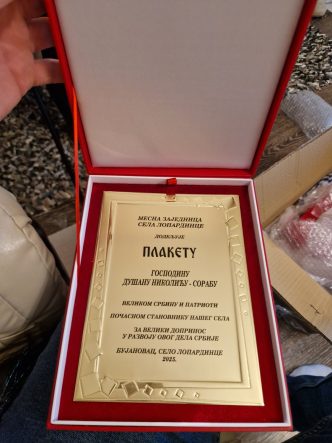 МЕСНА ЗАЈЕДНИЦА
СЕЛА ЛОПАРДИНЦЕ
ДОДЕЉУЈЕ
ПЛАКЕТУ
ГОСПОДИНУ
ДУШАНУ НИКОЛИЋУ - СОРАБУ
ВЕЛИКОМ СРБИНУ И ПАТРИОТИ
ПОЧАСНОМ СТАНОВНИКУ НАШЕГ СЕЛА
ЗА ВЕЛИКИ ДОПРИНОС
У РАЗВОЈУ ОВОГ ДЕЛА СРБИЈЕ
БУЈАНОВАЦ, СЕЛО ЛОПАРДИНЦЕ
2025.